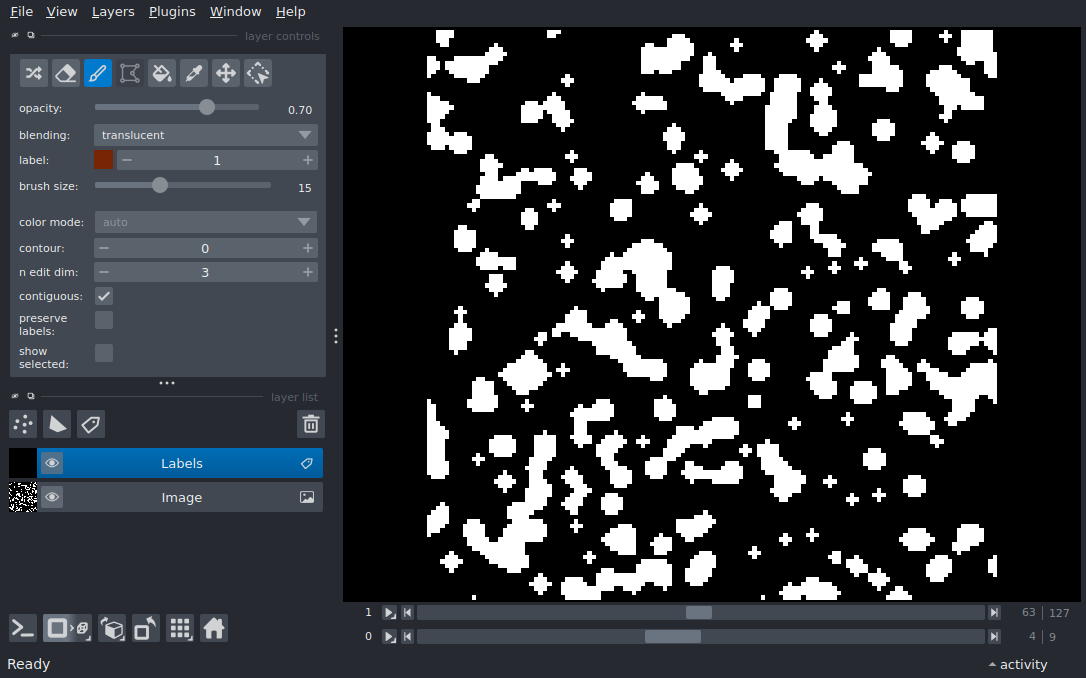 File View Layers Plugins Window Help
layer controls
opacity: 0.70
blending: translucent
label: 1
brush size: 15
color mode: auto
contour: 0
n edit dim: 3
contiguous:
preserve
labels:
show
selected:
layer list
Labels
Image
1 63 127
0 4 9
Ready activity